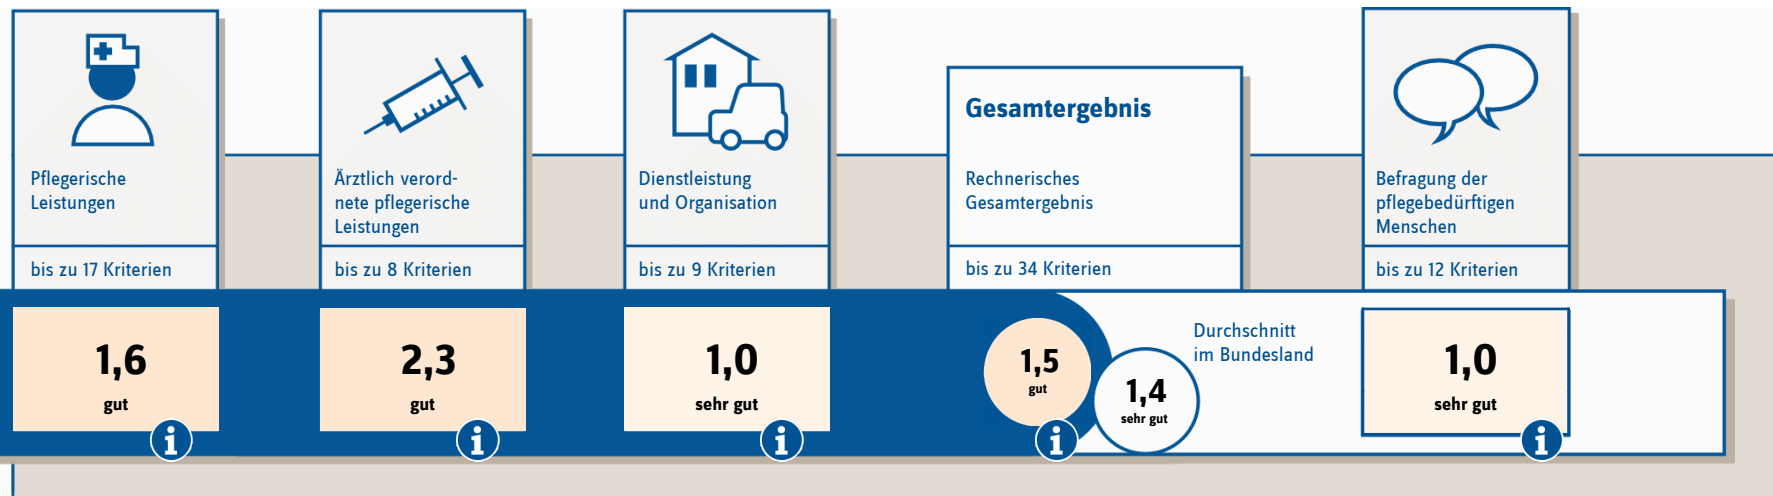 Pflegerische
Leistungen
bis zu 17 Kriterien
1,6
gut
i
Ärztlich verord-
nete pflegerische
Leistungen
bis zu 8 Kriterien
2,3
gut
i
Dienstleistung
und Organisation
bis zu 9 Kriterien
1,0
sehr gut
i
Gesamtergebnis
Rechnerisches
Gesamtergebnis
bis zu 34 Kriterien
1,5
gut
i
1,4
sehr gut
Durchschnitt
im Bundesland
Befragung der
pflegebedürftigen
Menschen
bis zu 12 Kriterien
1,0
sehr gut
i